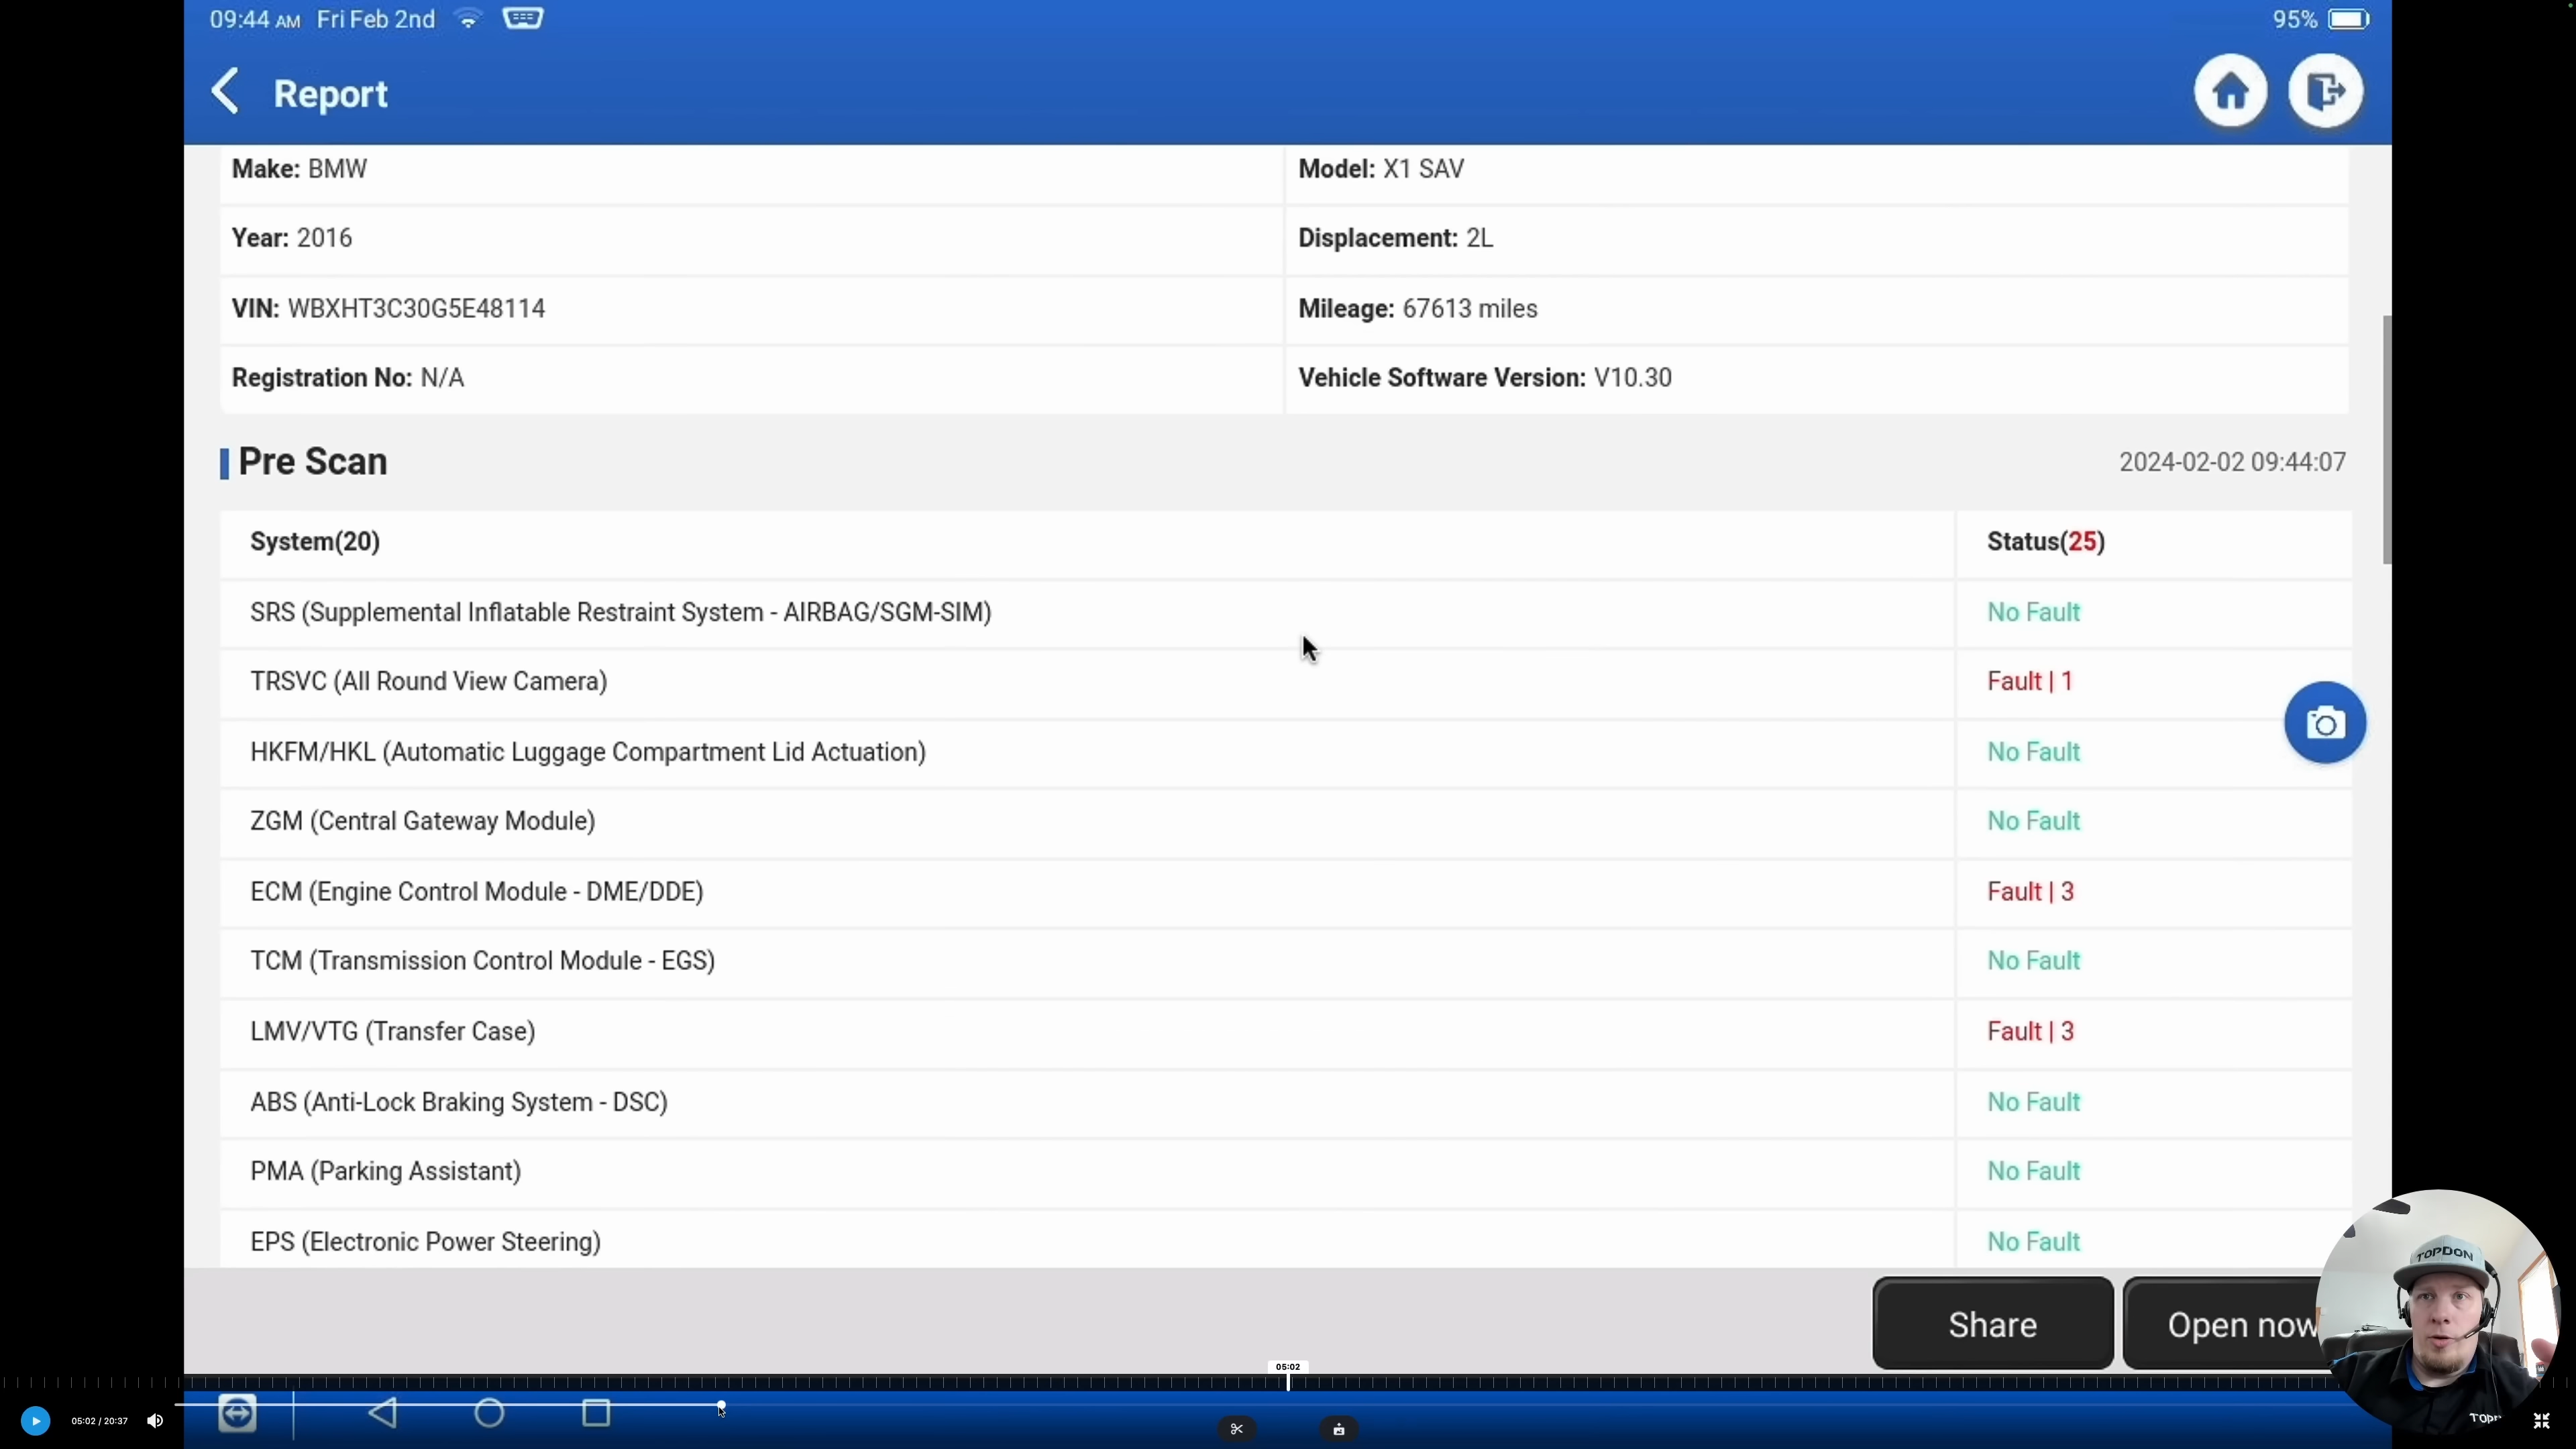 09:44 AM Fri Feb 2nd 95%
Report
Make: BMW Model: X1 SAV
Year: 2016 Displacement: 2L
VIN: WBXHT3C30G5E48114 Mileage: 67613 miles
Registration No: N/A Vehicle Software Version: V10.30
Pre Scan 2024-02-02 09:44:07
System(20) Status(25)
SRS (Supplemental Inflatable Restraint System - AIRBAG/SGM-SIM) No Fault
TRSVC (All Round View Camera) Fault | 1
HKFM/HKL (Automatic Luggage Compartment Lid Actuation) No Fault
ZGM (Central Gateway Module) No Fault
ECM (Engine Control Module - DME/DDE) Fault | 3
TCM (Transmission Control Module - EGS) No Fault
LMV/VTG (Transfer Case) Fault | 3
ABS (Anti-Lock Braking System - DSC) No Fault
PMA (Parking Assistant) No Fault
EPS (Electronic Power Steering) No Fault
TOPDON
Share Open now
05:02
05:02 / 20:37